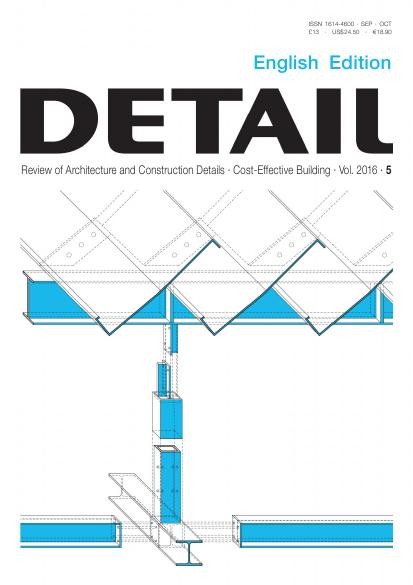 ISSN 1614-4600 · SEP · OCT
£13 · US$24.50 · €18.90
English Edition
DETAIL
Review of Architecture and Construction Details · Cost-Effective Building · Vol. 2016 · 5